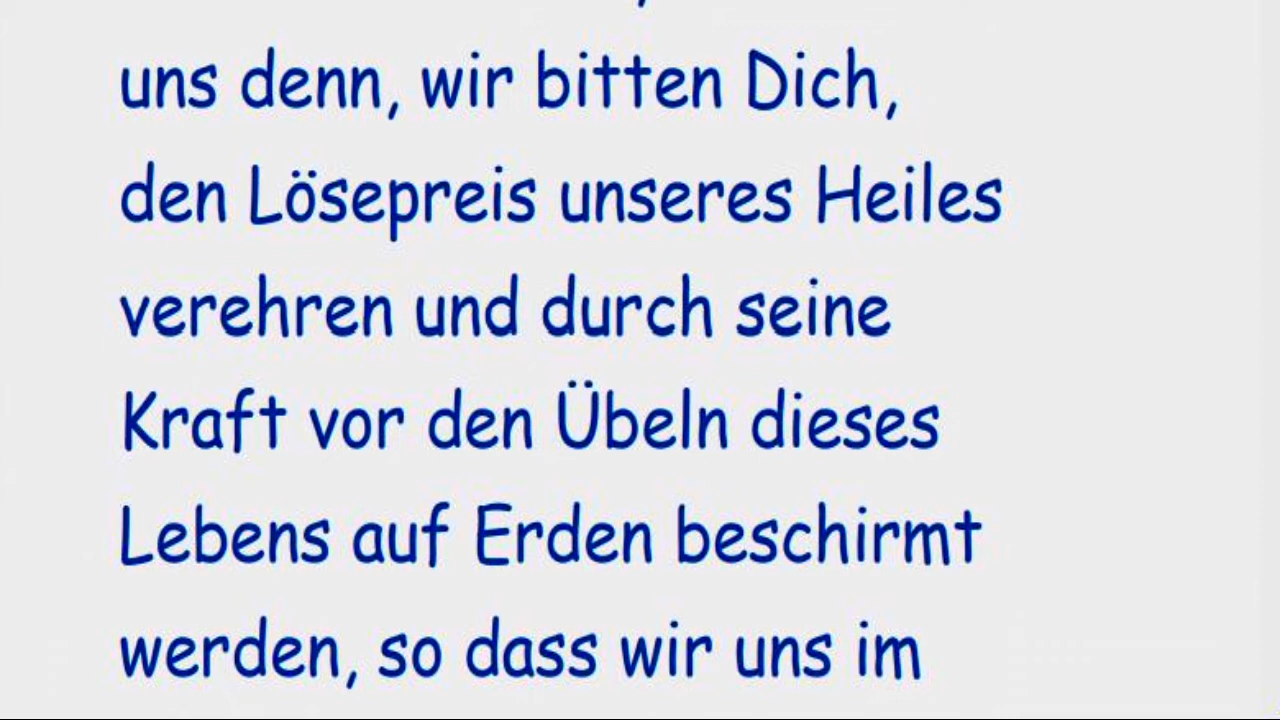 uns denn, wir bitten Dich,
den Lösepreis unseres Heiles
verehren und durch seine
Kraft vor den Übeln dieses
Lebens auf Erden beschirmt
werden, so dass wir uns im